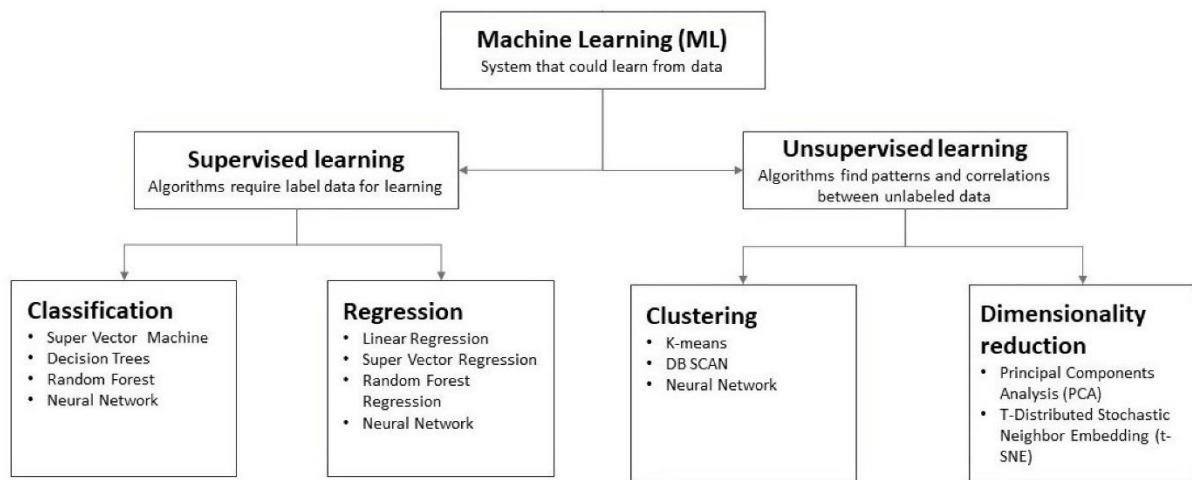 Machine Learning (ML)
System that could learn from data
Supervised learning
Algorithms require label data for learning
Unsupervised learning
Algorithms find patterns and correlations
between unlabeled data
Classification
• Super Vector Machine
• Decision Trees
• Random Forest
• Neural Network
Regression
• Linear Regression
• Super Vector Regression
• Random Forest
Regression
• Neural Network
Clustering
• K-means
• DB SCAN
• Neural Network
Dimensionality
reduction
• Principal Components
Analysis (PCA)
• T-Distributed Stochastic
Neighbor Embedding (t-
SNE)